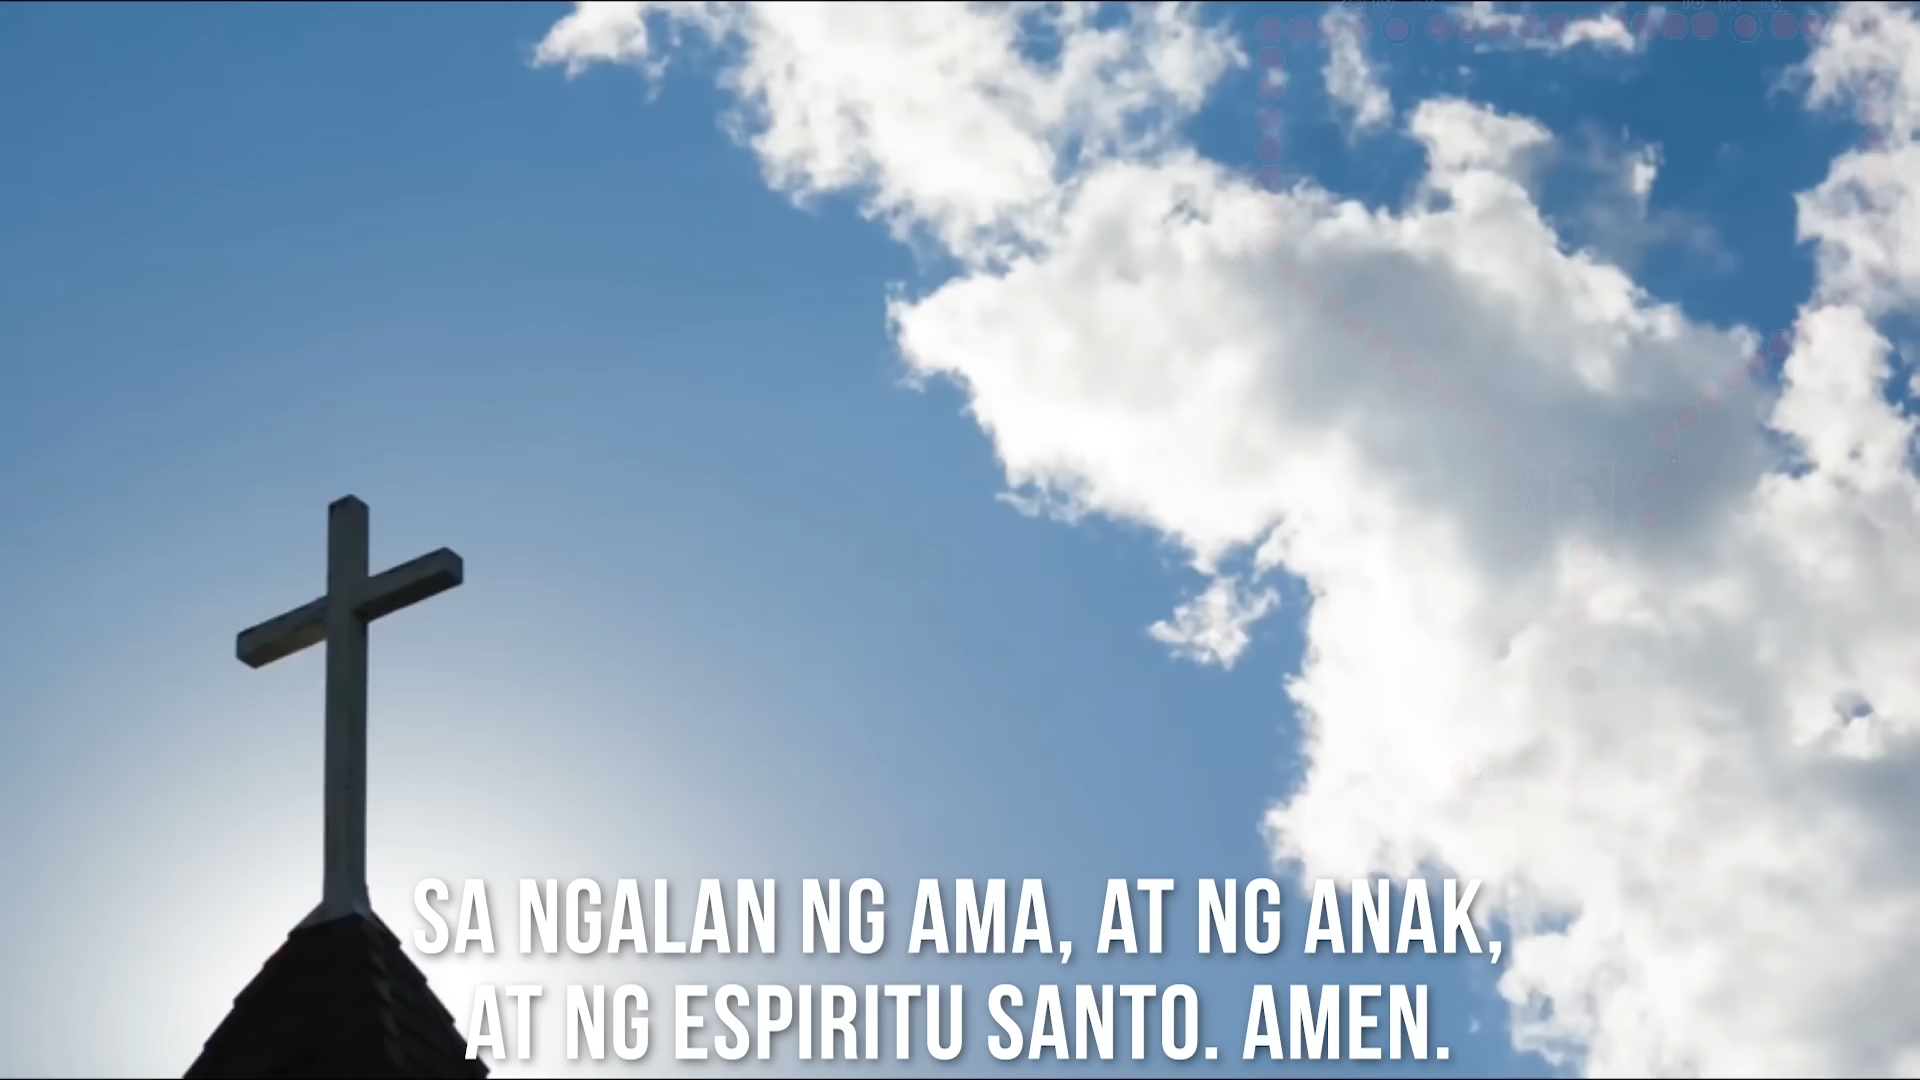 SA NGALAN NG AMA, AT NG ANAK,
AT NG ESPIRITU SANTO. AMEN.